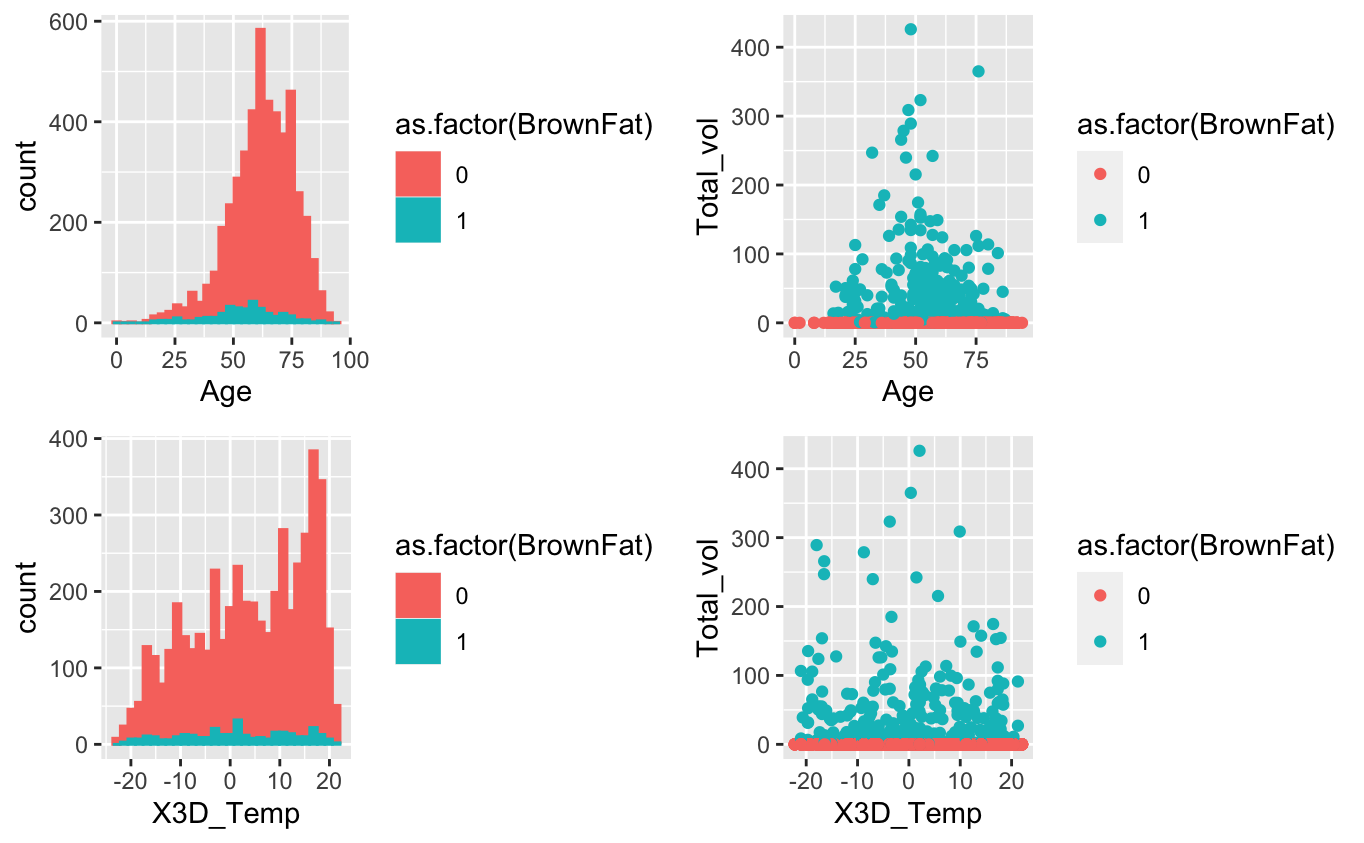 600
400
200
0
count
0 25 50 75 100
Age
as.factor(BrownFat)
0
1
400
300
200
100
0
Total_vol
0 25 50 75
Age
as.factor(BrownFat)
0
1
400
300
200
100
0
count
-20 -10 0 10 20
X3D_Temp
as.factor(BrownFat)
0
1
400
300
200
100
0
Total_vol
-20 -10 0 10 20
X3D_Temp
as.factor(BrownFat)
0
1